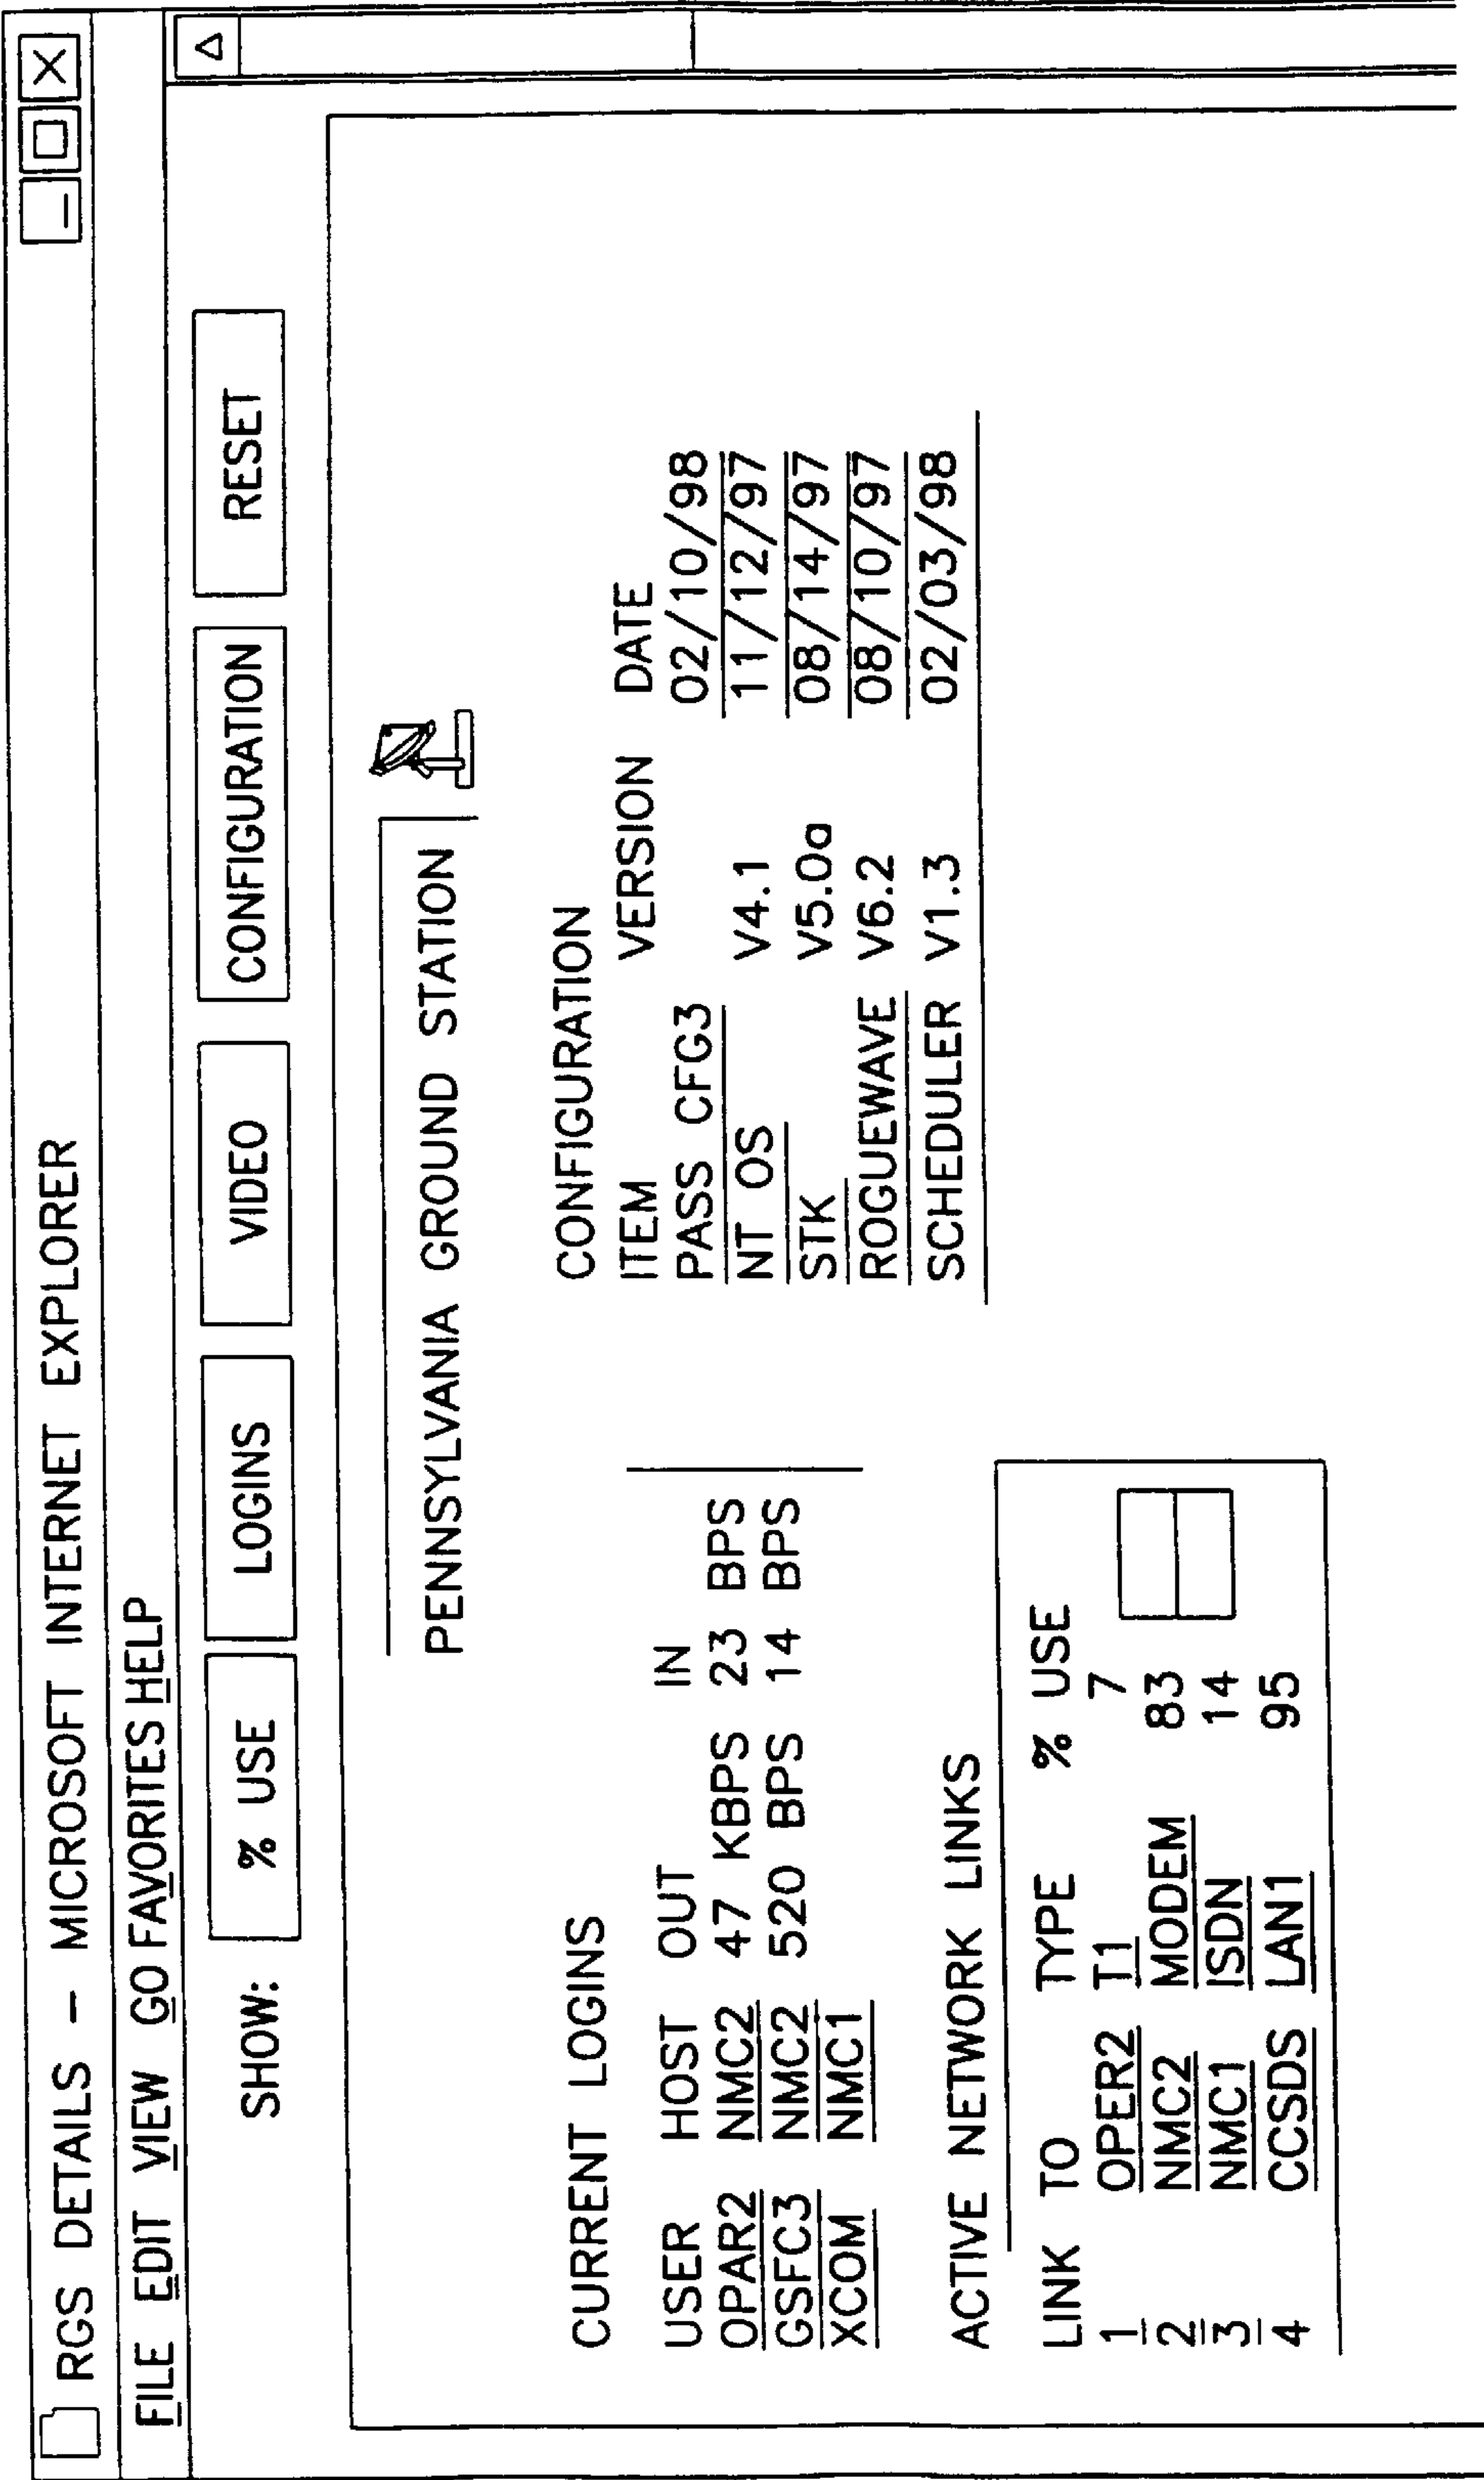 RGS DETAILS - MICROSOFT INTERNET EXPLORER
FILE EDIT VIEW GO FAVORITES HELP
SHOW: % USE LOGINS VIDEO CONFIGURATION RESET
PENNSYLVANIA GROUND STATION
CURRENT LOGINS
USER HOST OUT IN
OPAR2 NMC2 47 KBPS 23 BPS
GSFC3 NMC2 520 BPS 14 BPS
XCOM NMC1
ACTIVE NETWORK LINKS
LINK TO TYPE % USE
1 OPER2 T1 7
2 NMC2 MODEM 83
3 NMC1 ISDN 14
4 CCSDS LAN1 95
CONFIGURATION
ITEM VERSION DATE
PASS CFG3 02/10/98
NT OS V4.1 11/12/97
STK V5.0a 08/14/97
ROGUEWAVE V6.2 08/10/97
SCHEDULER V1.3 02/03/98